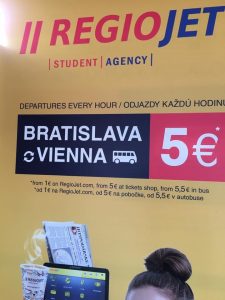 REGIOJET
| STUDENT | AGENCY |
DEPARTURES EVERY HOUR / ODJAZDY KAŽDÚ HODINU
BRATISLAVA
VIENNA
5€*
*from 1€ on RegioJet.com, from 5€ at tickets shop, from 5,5€ in bus
*od 1€ na RegioJet.com, od 5€ na pobočke, od 5,5€ v autobuse